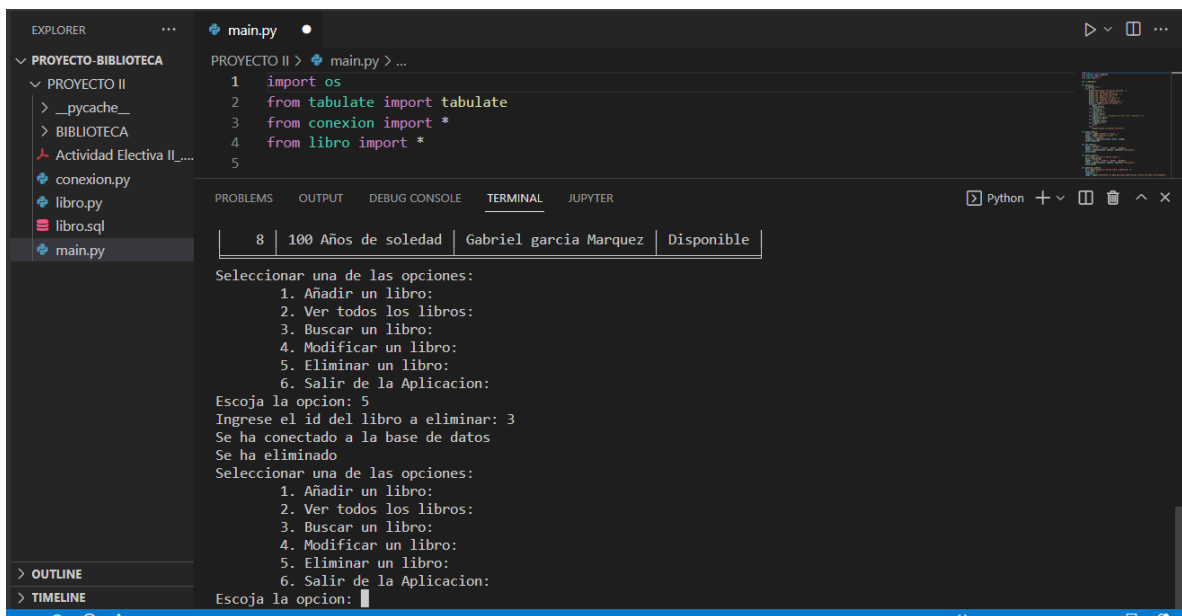 EXPLORER ···
PROYECTO-BIBLIOTECA
PROYECTO II
__pycache__
BIBLIOTECA
Actividad Electiva II_....
conexion.py
libro.py
libro.sql
main.py
OUTLINE
TIMELINE
main.py
PROYECTO II > main.py > ...
1 import os
2 from tabulate import tabulate
3 from conexion import *
4 from libro import *
5
PROBLEMS OUTPUT DEBUG CONSOLE TERMINAL JUPYTER Python
8 | 100 Años de soledad | Gabriel garcia Marquez | Disponible |
Seleccionar una de las opciones:
1. Añadir un libro:
2. Ver todos los libros:
3. Buscar un libro:
4. Modificar un libro:
5. Eliminar un libro:
6. Salir de la Aplicacion:
Escoja la opcion: 5
Ingrese el id del libro a eliminar: 3
Se ha conectado a la base de datos
Se ha eliminado
Seleccionar una de las opciones:
1. Añadir un libro:
2. Ver todos los libros:
3. Buscar un libro:
4. Modificar un libro:
5. Eliminar un libro:
6. Salir de la Aplicacion:
Escoja la opcion: